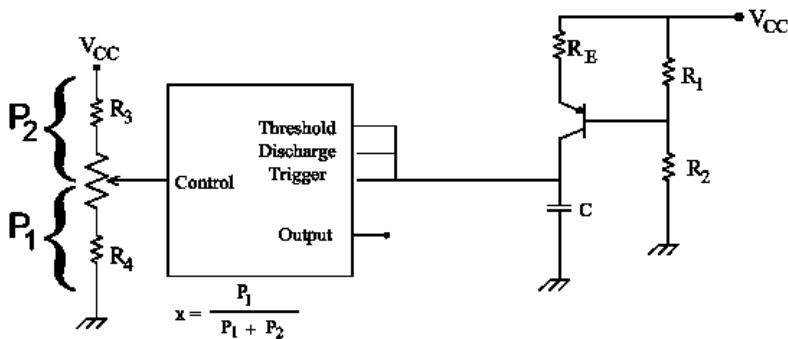 V_CC
V_CC
R_E
R_1
R_3
P_2
Threshold
Discharge
Trigger
Control
R_2
C
P_1
R_4
Output
x = P_1 / P_1 + P_2